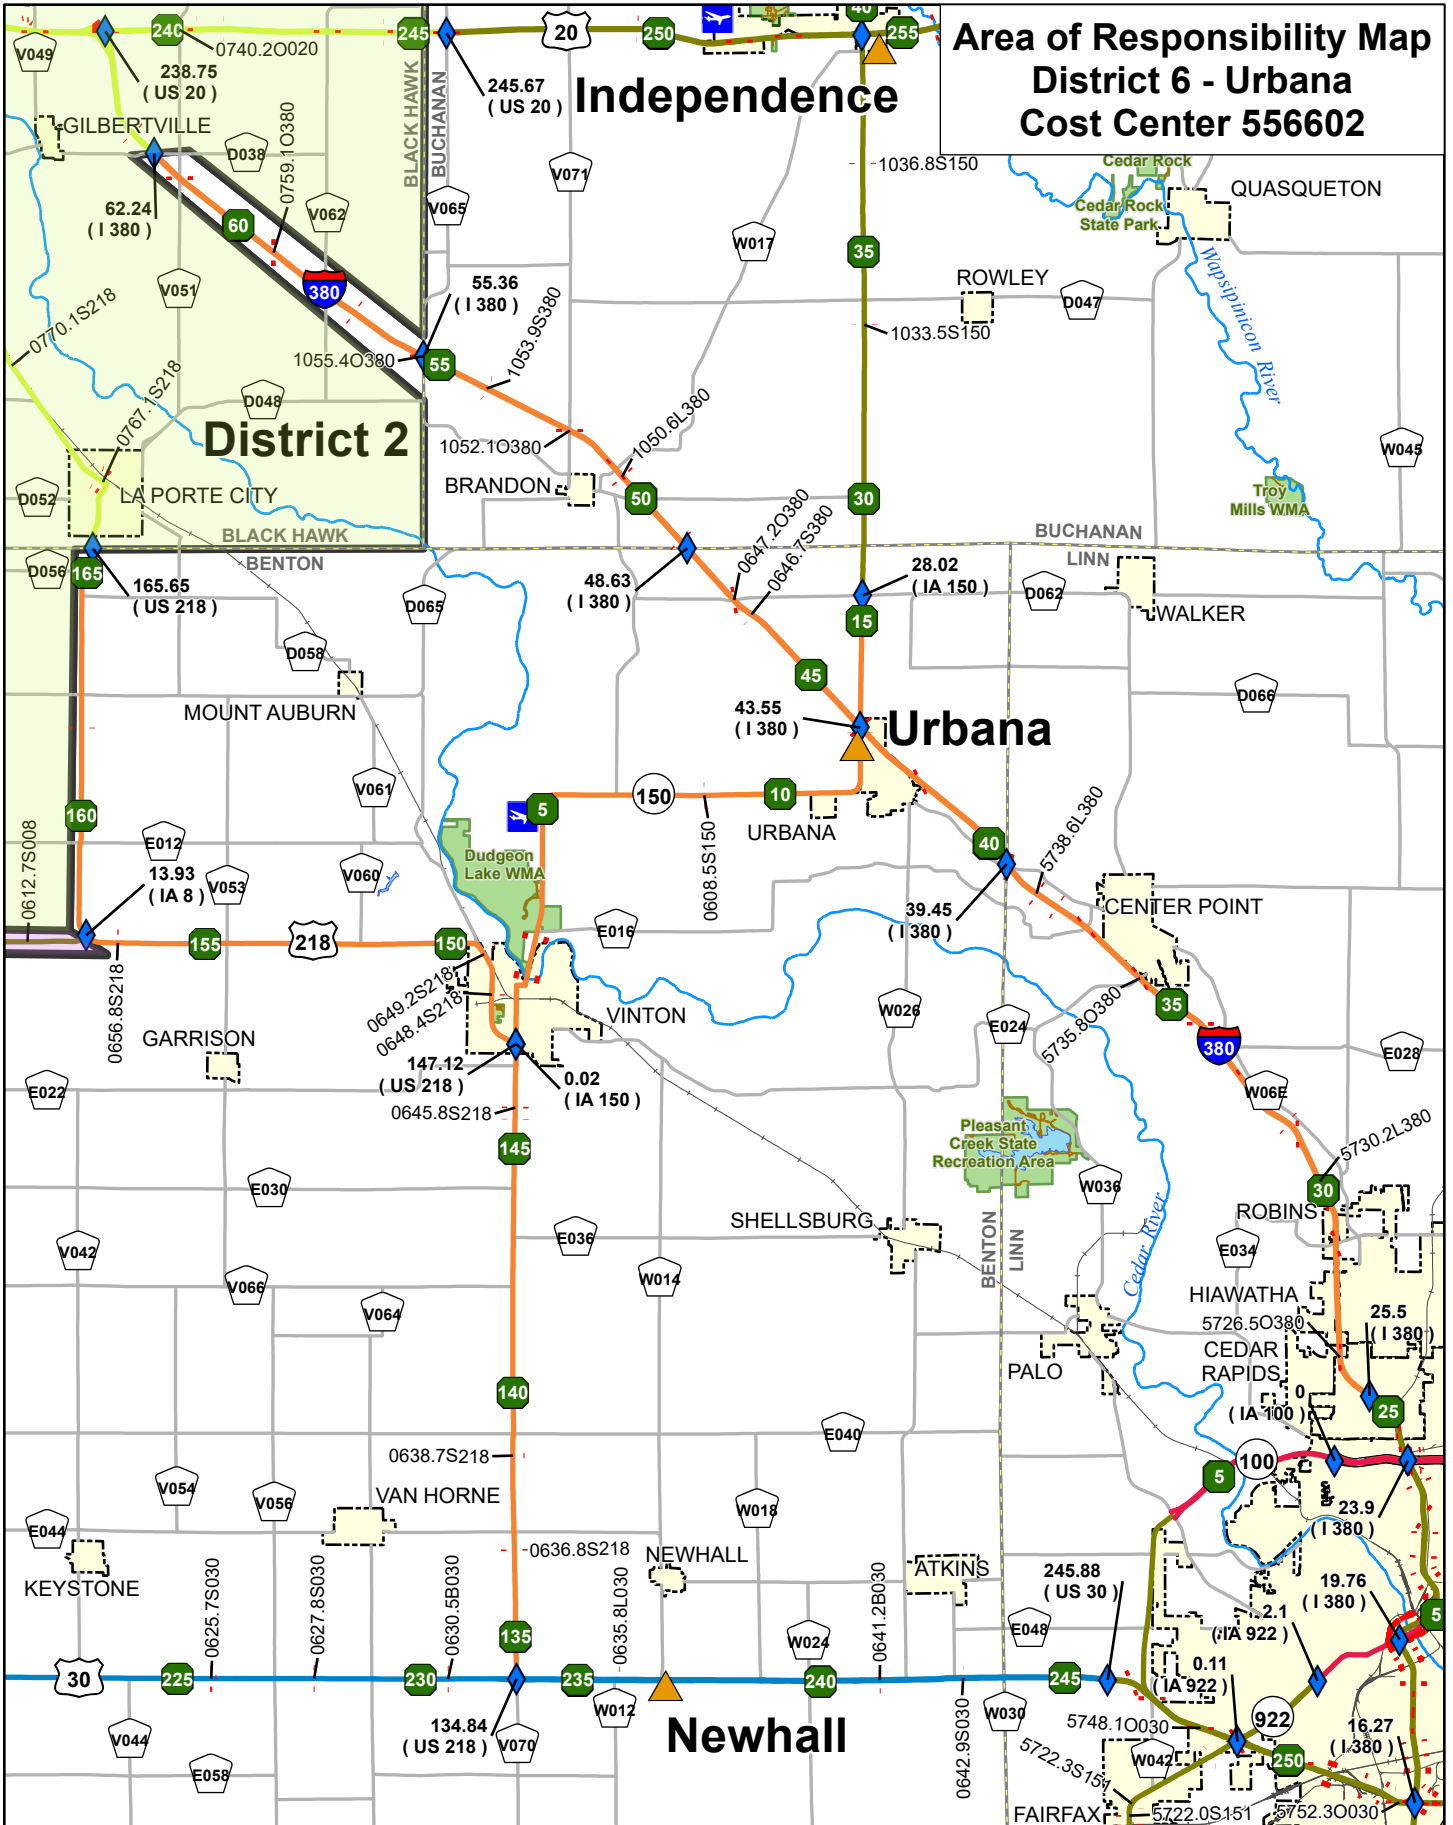 Area of Responsibility Map
District 6 - Urbana
Cost Center 556602
V049
240
0740.2O020
245
20
250
40
255
238.75
( US 20 )
245.67
( US 20 )
Independence
GILBERTVILLE
D038
0759.1O380
BLACK HAWK
BUCHANAN
V071
1036.8S150
Cedar Rock
Cedar Rock
State Park
QUASQUETON
62.24
( I 380 )
60
V062
V065
W017
35
Wapsipinicon River
V051
380
55.36
( I 380 )
ROWLEY
D047
0770.1S218
1055.4O380
55
1053.9S380
1033.5S150
0767.1S218
D048
District 2
1052.1O380
1050.6L380
W045
D052
LA PORTE CITY
BRANDON
50
30
Troy
Mills WMA
BLACK HAWK
BENTON
0647.2O380
0646.7S380
BUCHANAN
LINN
D056
165
165.65
( US 218 )
D065
48.63
( I 380 )
28.02
( IA 150 )
15
D062
WALKER
D058
45
D066
MOUNT AUBURN
43.55
( I 380 )
Urbana
V061
5
150
10
URBANA
160
E012
0612.7S008
13.93
( IA 8 )
V053
V060
Dudgeon
Lake WMA
0608.5S150
40
5738.6L380
39.45
( I 380 )
CENTER POINT
155
218
150
E016
0656.8S218
0649.2S218
0648.4S218
VINTON
W026
E024
5735.8O380
35
380
E028
GARRISON
147.12
( US 218 )
0.02
( IA 150 )
E022
0645.8S218
W06E
145
Pleasant
Creek State
Recreation Area
5730.2L380
E030
W036
30
V042
E036
SHELLSBURG
BENTON
LINN
Cedar River
ROBINS
E034
V066
W014
HIAWATHA
V064
5726.5O380
25.5
( I 380 )
CEDAR
RAPIDS
PALO
140
0
( IA 100 )
25
E040
0638.7S218
100
5
V054
V056
VAN HORNE
W018
23.9
( I 380 )
E044
0636.8S218
NEWHALL
ATKINS
KEYSTONE
0625.7S030
0627.8S030
0630.5B030
0635.8L030
0641.2B030
245.88
( US 30 )
19.76
( I 380 )
5
2.1
( IA 922 )
135
W024
E048
30
225
230
235
240
245
0.11
( IA 922 )
W012
0642.9S030
W030
922
V044
134.84
( US 218 )
V070
Newhall
5748.1O030
16.27
( I 380 )
5722.3S151
W042
250
E058
FAIRFAX
5722.0S151
5752.3O030